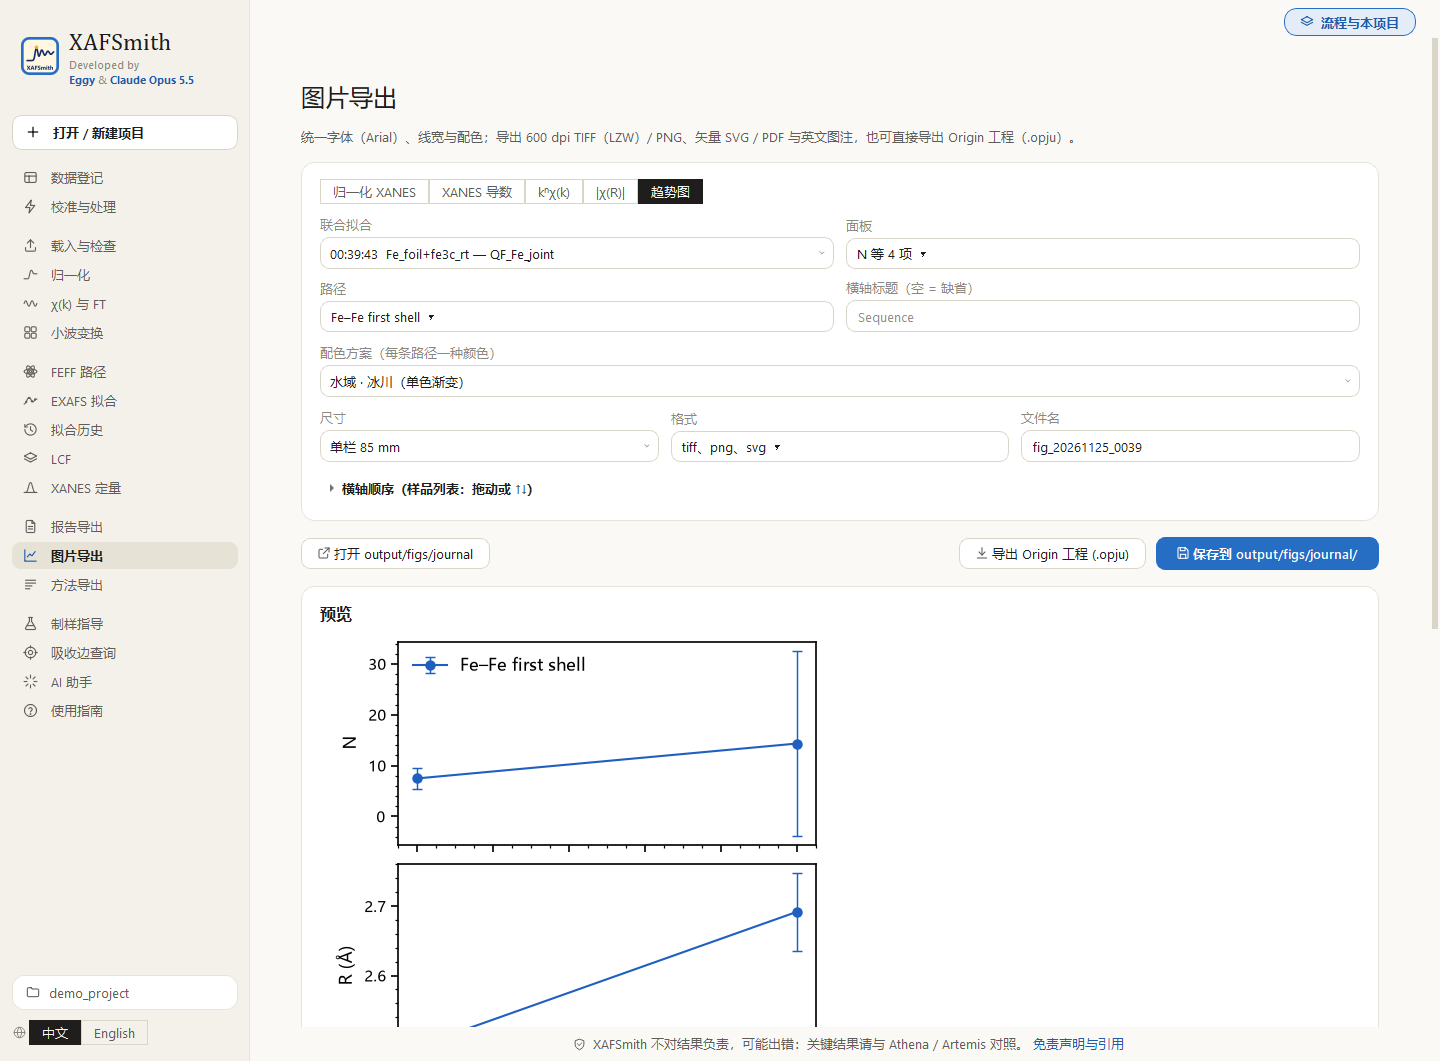 XAFSmith
Developed by
Eggy & Claude Opus 5.5
打开 / 新建项目
数据登记
校准与处理
载入与检查
归一化
χ(k) 与 FT
小波变换
FEFF 路径
EXAFS 拟合
拟合历史
LCF
XANES 定量
报告导出
图片导出
方法导出
制样指导
吸收边查询
AI 助手
使用指南
demo_project
中文 English
流程与本项目
图片导出
统一字体（Arial）、线宽与配色；导出 600 dpi TIFF（LZW）/ PNG、矢量 SVG / PDF 与英文图注，也可直接导出 Origin 工程（.opju）。
归一化 XANES XANES 导数 kⁿχ(k) |χ(R)| 趋势图
联合拟合
00:39:43 Fe_foil+fe3c_rt — QF_Fe_joint
面板
N 等 4 项
路径
Fe–Fe first shell
横轴标题（空 = 缺省）
Sequence
配色方案（每条路径一种颜色）
水域 · 冰川（单色渐变）
尺寸
单栏 85 mm
格式
tiff、png、svg
文件名
fig_20261125_0039
横轴顺序（样品列表：拖动或 ↑↓）
打开 output/figs/journal
导出 Origin 工程 (.opju)
保存到 output/figs/journal/
预览
Fe–Fe first shell
30
20
10
0
N
2.7
2.6
R (Å)
XAFSmith 不对结果负责，可能出错：关键结果请与 Athena / Artemis 对照。 免责声明与引用
XAFSmith